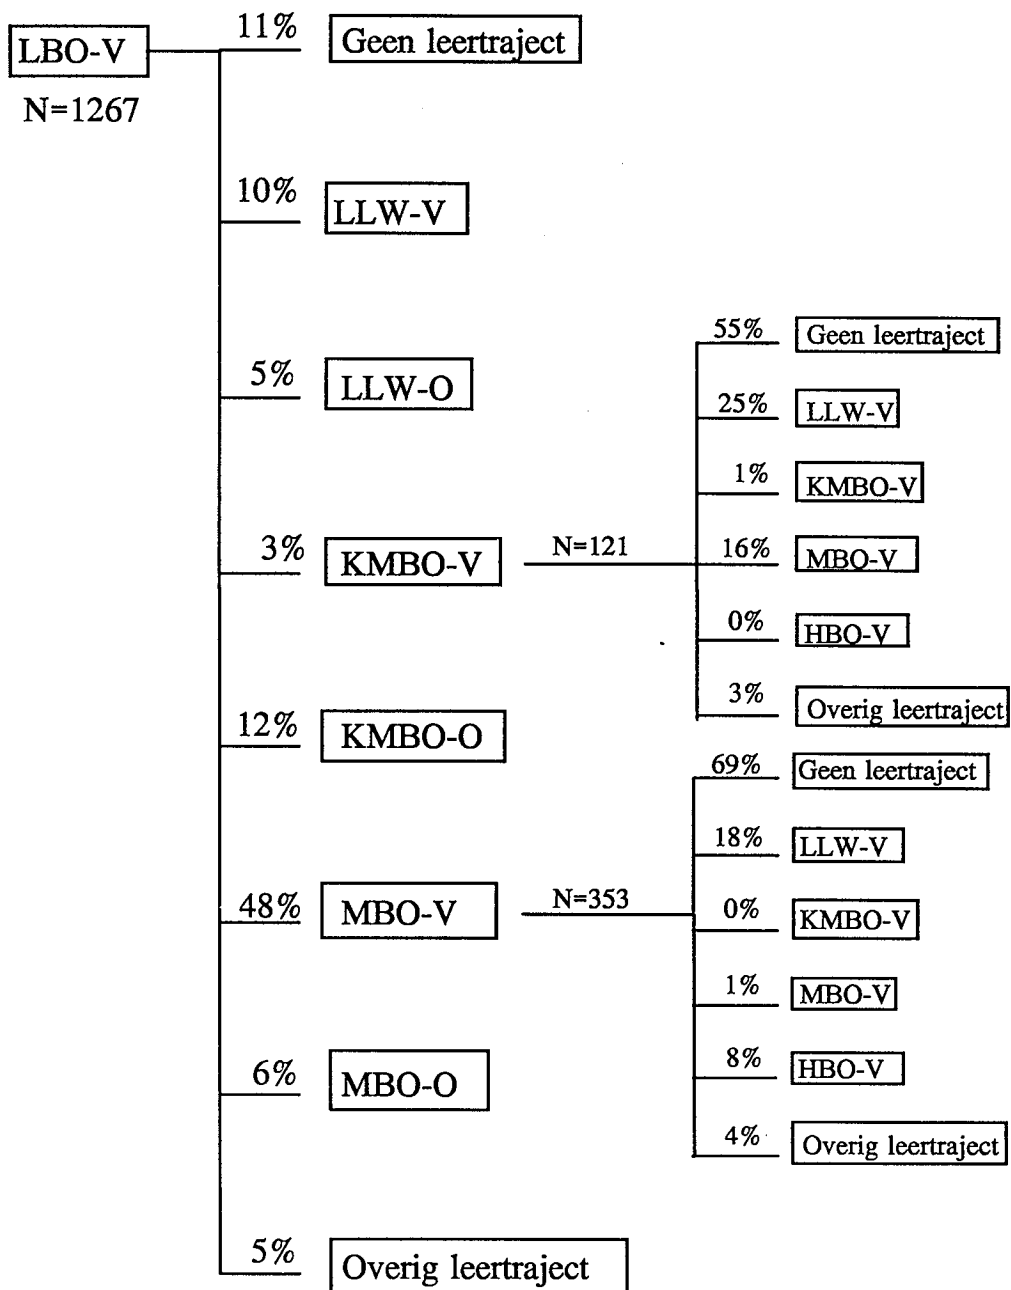 LBO-V
N=1267
11% Geen leertraject
10% LLW-V
5% LLW-O
3% KMBO-V
12% KMBO-O
48% MBO-V
6% MBO-O
5% Overig leertraject
N=121
55% Geen leertraject
25% LLW-V
1% KMBO-V
16% MBO-V
0% HBO-V
3% Overig leertraject
N=353
69% Geen leertraject
18% LLW-V
0% KMBO-V
1% MBO-V
8% HBO-V
4% Overig leertraject